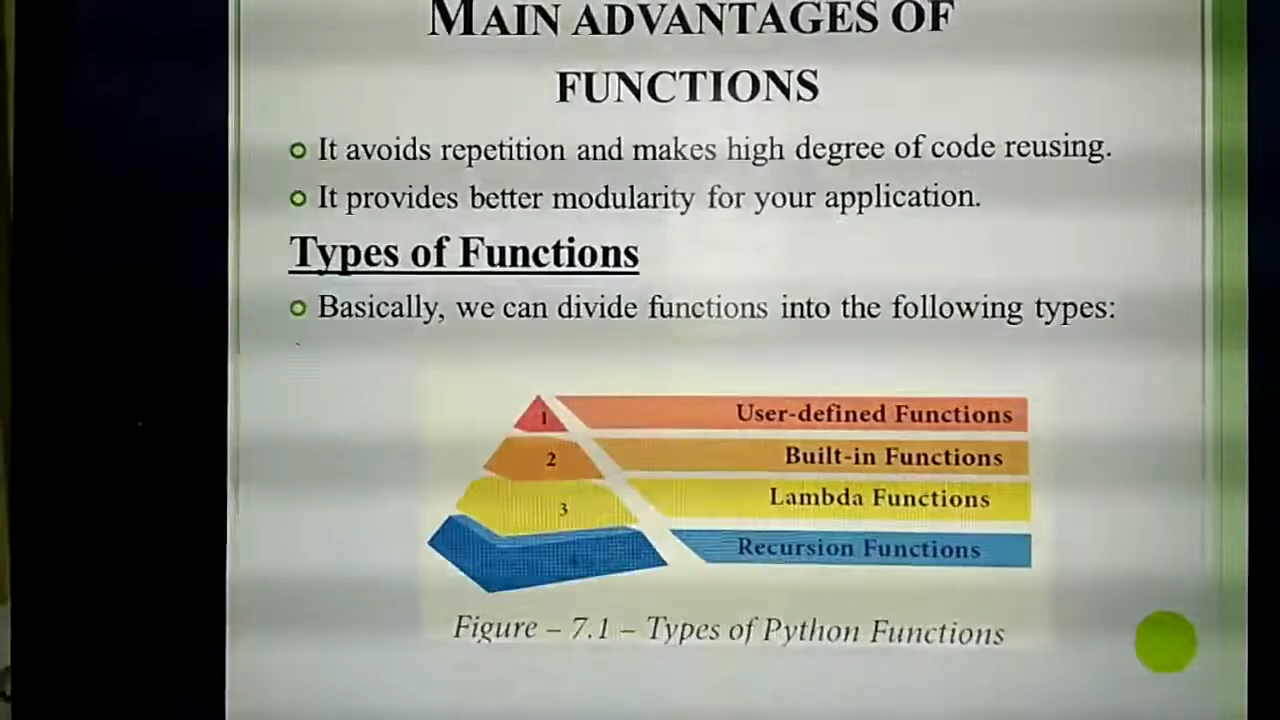 MAIN ADVANTAGES OF
FUNCTIONS
It avoids repetition and makes high degree of code reusing.
It provides better modularity for your application.
Types of Functions
Basically, we can divide functions into the following types:
1 User-defined Functions
2 Built-in Functions
3 Lambda Functions
Recursion Functions
Figure – 7.1 – Types of Python Functions